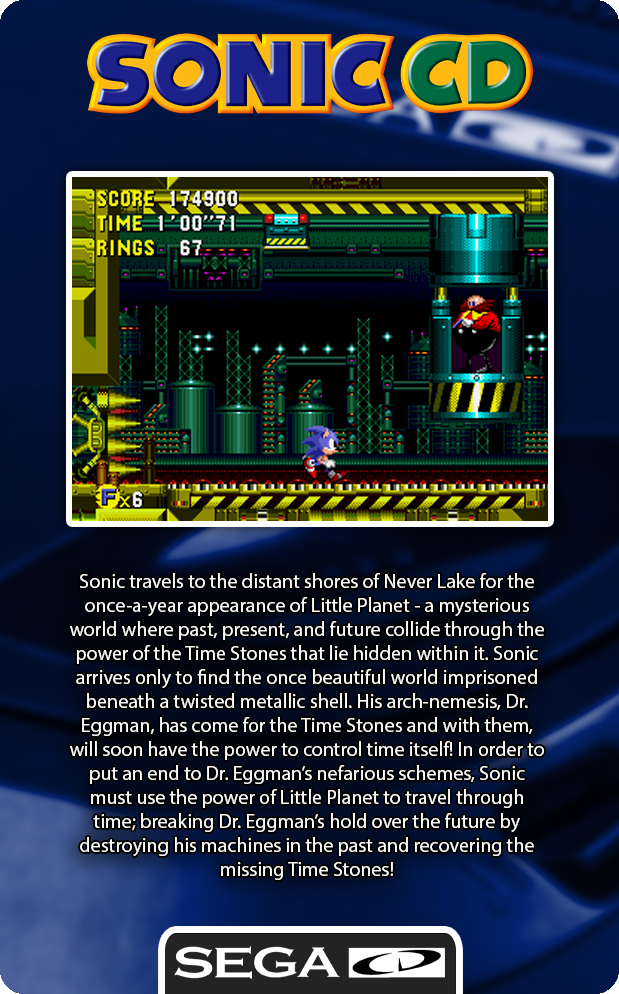 SONIC CD
SCORE 174900
TIME 1'00"71
RINGS 67
F×6
Sonic travels to the distant shores of Never Lake for the
once-a-year appearance of Little Planet - a mysterious
world where past, present, and future collide through the
power of the Time Stones that lie hidden within it. Sonic
arrives only to find the once beautiful world imprisoned
beneath a twisted metallic shell. His arch-nemesis, Dr.
Eggman, has come for the Time Stones and with them,
will soon have the power to control time itself! In order to
put an end to Dr. Eggman’s nefarious schemes, Sonic
must use the power of Little Planet to travel through
time; breaking Dr. Eggman’s hold over the future by
destroying his machines in the past and recovering the
missing Time Stones!
SEGA CD